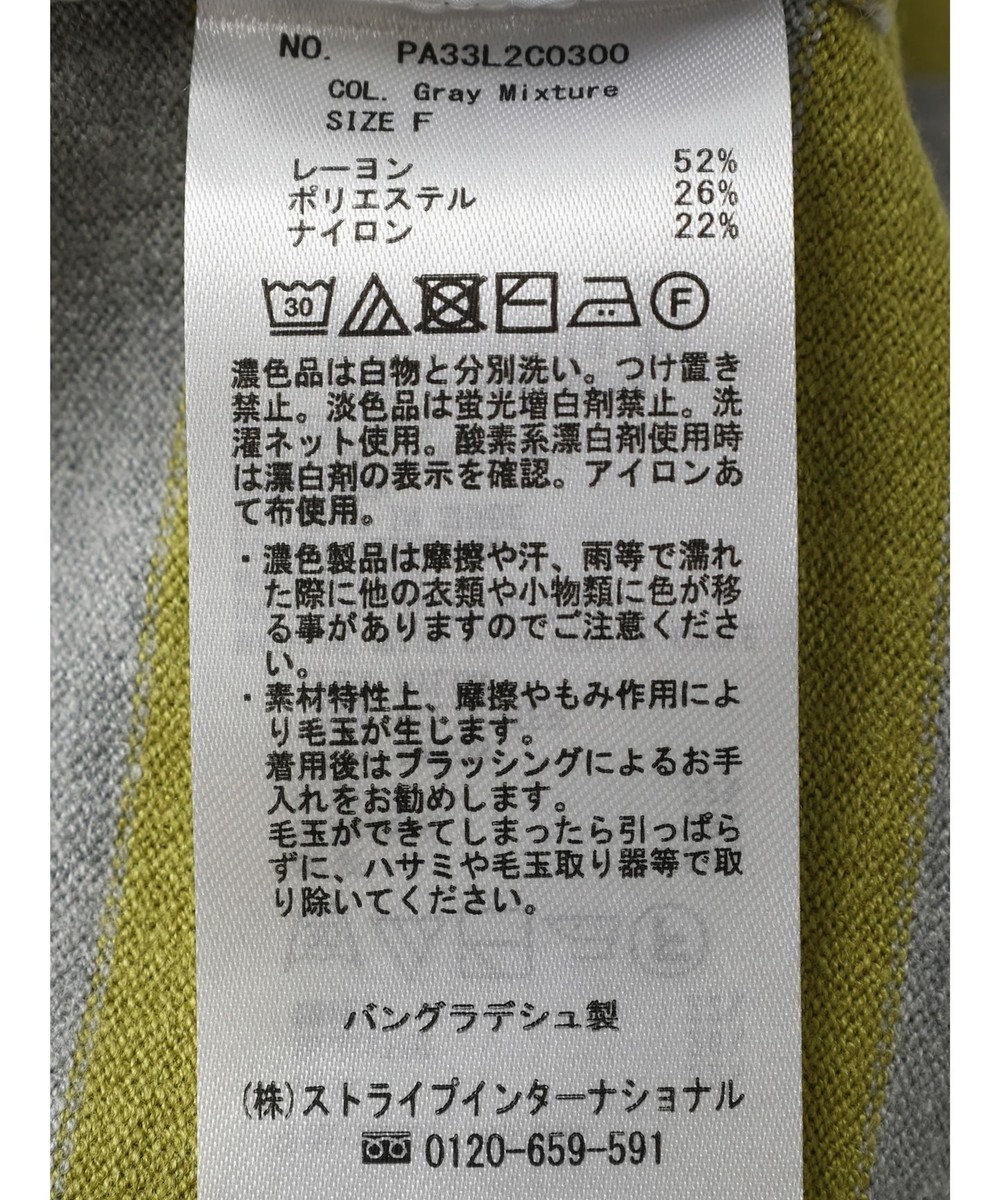 NO. PA33L2C0300
COL. Gray Mixture
SIZE F
レーヨン 52%
ポリエステル 26%
ナイロン 22%
30 F
濃色品は白物と分別洗い。つけ置き
禁止。淡色品は蛍光増白剤禁止。洗
濯ネット使用。酸素系漂白剤使用時
は漂白剤の表示を確認。アイロンあ
て布使用。
・濃色製品は摩擦や汗、雨等で濡れ
た際に他の衣類や小物類に色が移
る事がありますのでご注意くださ
い。
・素材特性上、摩擦やもみ作用によ
り毛玉が生じます。
着用後はブラッシングによるお手
入れをお勧めします。
毛玉ができてしまったら引っぱら
ずに、ハサミや毛玉取り器等で取
り除いてください。
バングラデシュ製
(株)ストライプインターナショナル
0120-659-591